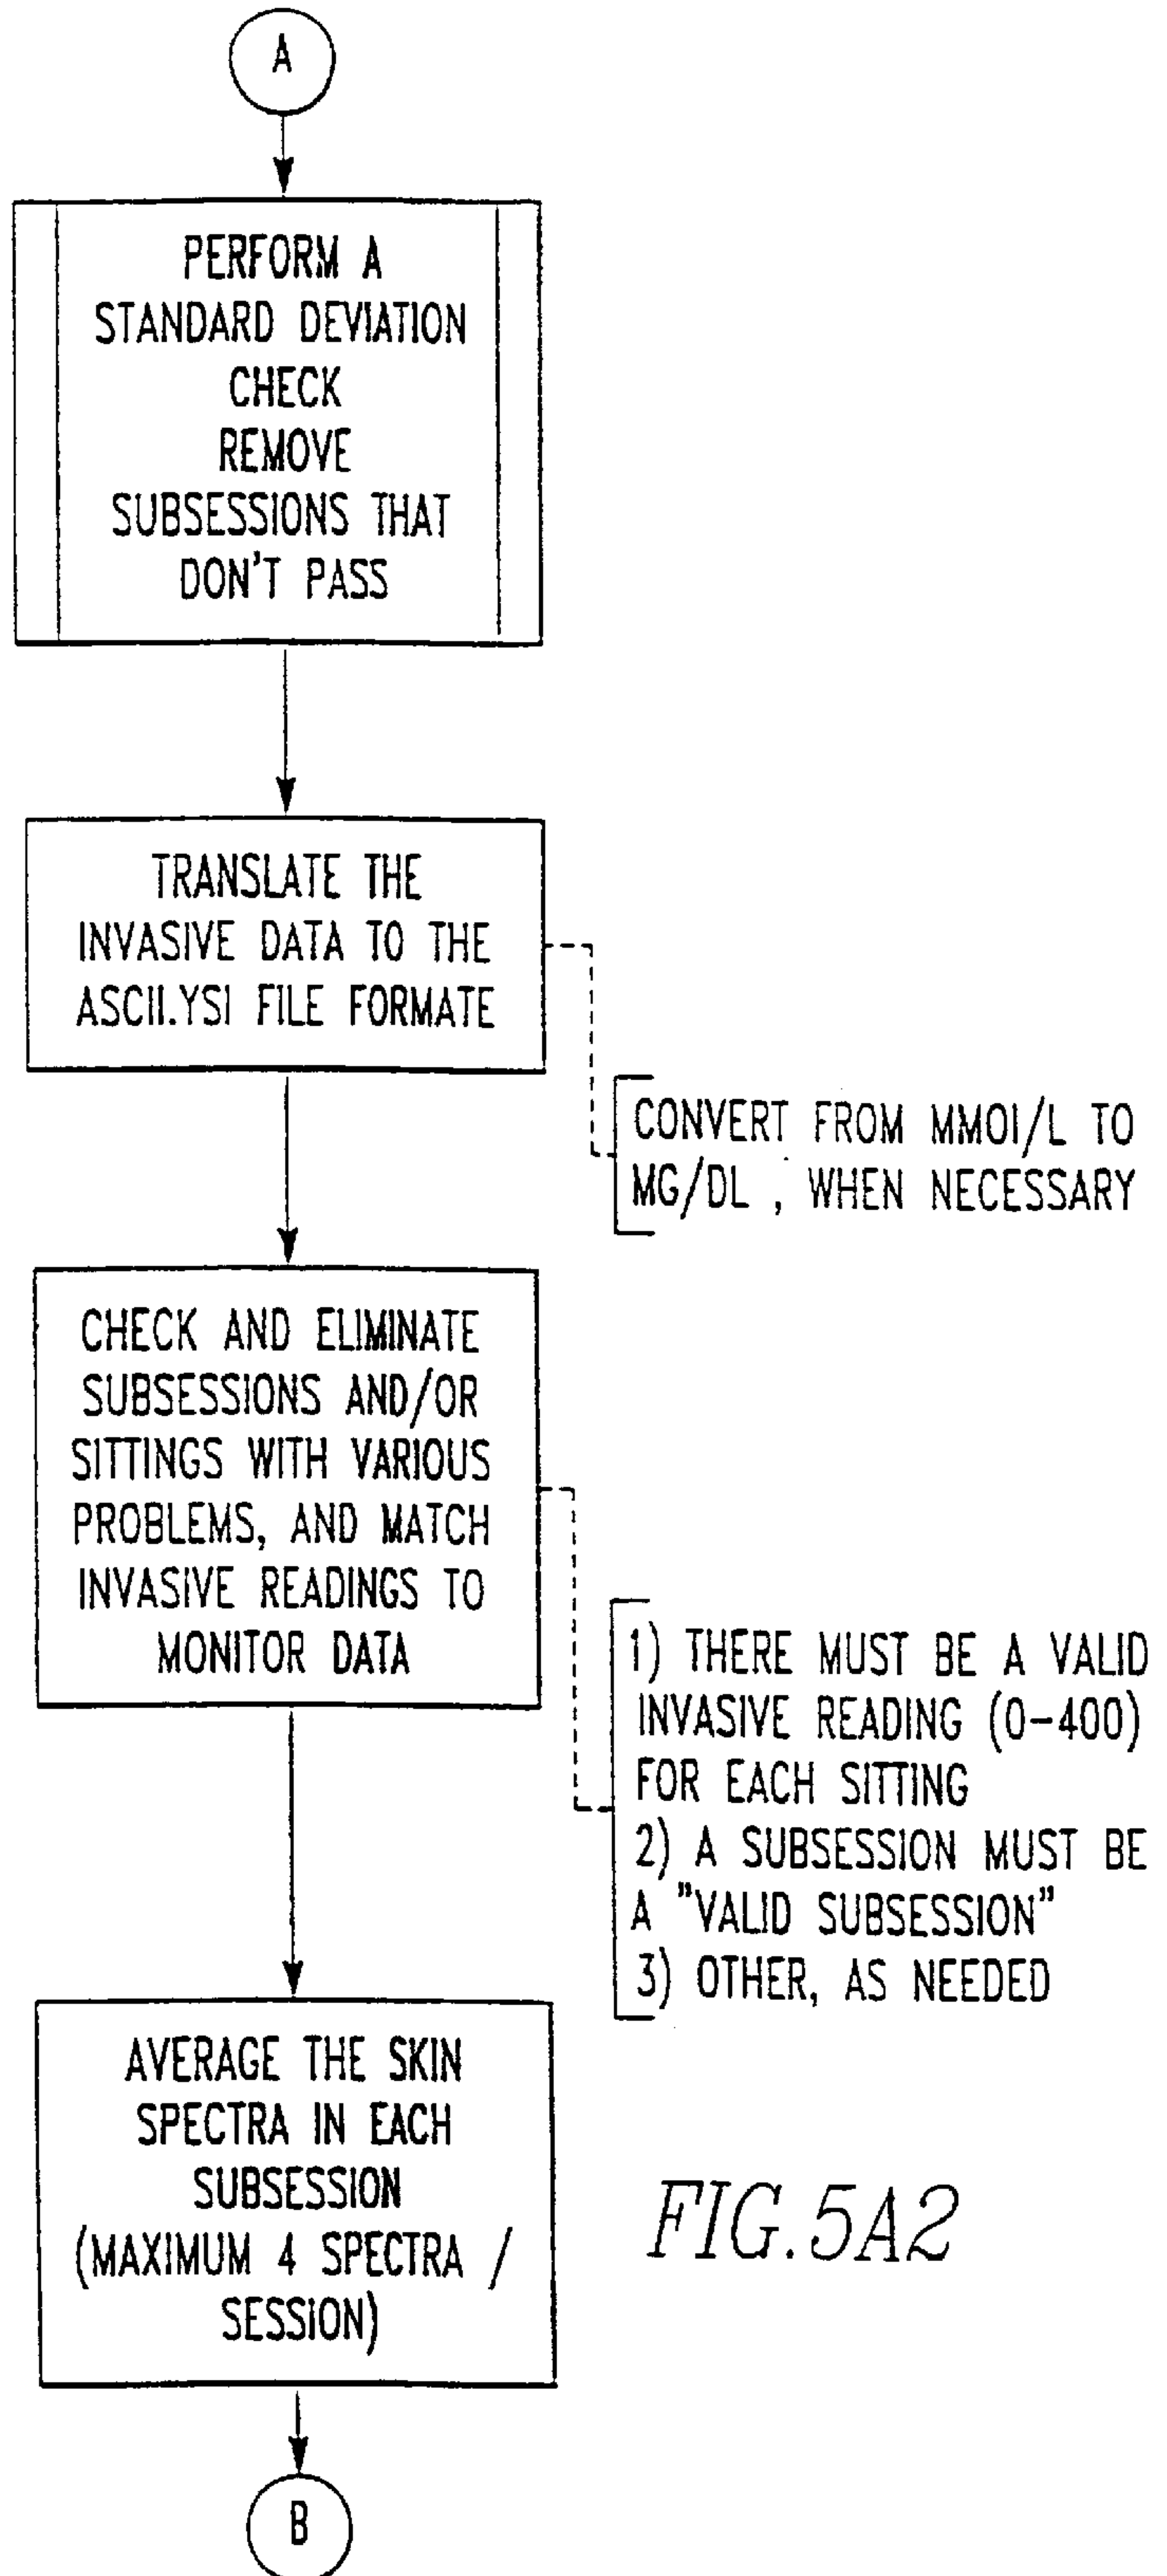 A
PERFORM A
STANDARD DEVIATION
CHECK
REMOVE
SUBSESSIONS THAT
DON'T PASS
TRANSLATE THE
INVASIVE DATA TO THE
ASCII.YSI FILE FORMATE
CONVERT FROM MMOI/L TO
MG/DL , WHEN NECESSARY
CHECK AND ELIMINATE
SUBSESSIONS AND/OR
SITTINGS WITH VARIOUS
PROBLEMS, AND MATCH
INVASIVE READINGS TO
MONITOR DATA
1) THERE MUST BE A VALID
INVASIVE READING (0-400)
FOR EACH SITTING
2) A SUBSESSION MUST BE
A "VALID SUBSESSION"
3) OTHER, AS NEEDED
AVERAGE THE SKIN
SPECTRA IN EACH
SUBSESSION
(MAXIMUM 4 SPECTRA /
SESSION)
FIG.5A2
B